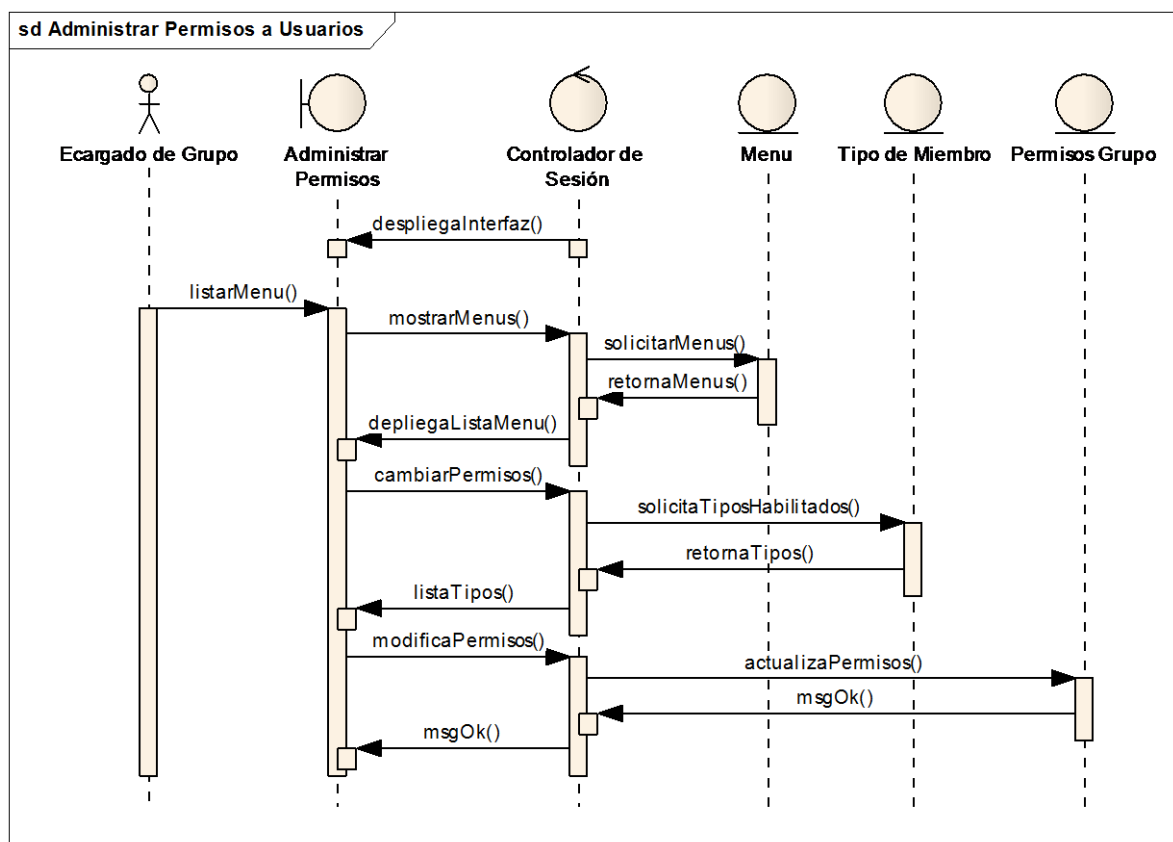 sd Administrar Permisos a Usuarios
Ecargado de Grupo
Administrar
Permisos
Controlador de
Sesión
Menu
Tipo de Miembro
Permisos Grupo
despliegaInterfaz()
listarMenu()
mostrarMenus()
solicitarMenus()
retornaMenus()
depliegaListaMenu()
cambiarPermisos()
solicitaTiposHabilitados()
retornaTipos()
listaTipos()
modificaPermisos()
actualizaPermisos()
msgOk()
msgOk()